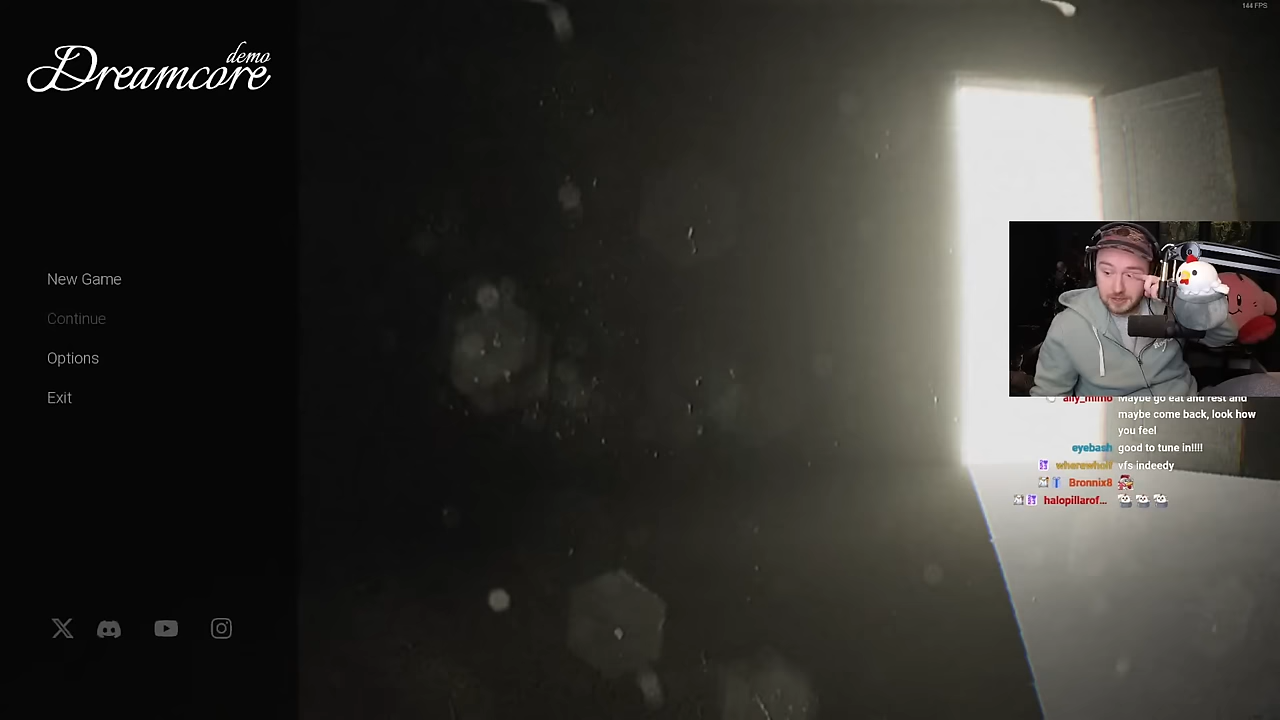 144 FPS
demo
Dreamcore
New Game
Continue
Options
Exit
ally_mimo Maybe go eat and rest and
maybe come back, look how
you feel
eyebash good to tune in!!!!
wherewholf vfs indeedy
Bronnix8
halopillarof...